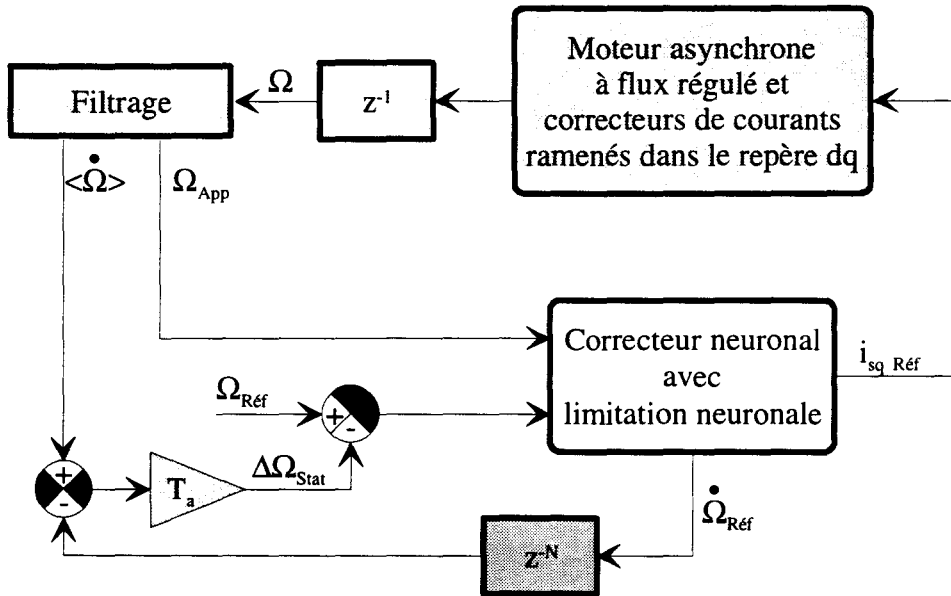 Moteur asynchrone
à flux régulé et
correcteurs de courants
ramenés dans le repère dq
Filtrage
Ω
z⁻¹
<Ω̇>
Ω_App
Correcteur neuronal
avec
limitation neuronale
i_sq Réf
Ω_Réf
+
-
ΔΩ_Stat
+
-
T_a
Ω̇_Réf
z⁻ᴺ